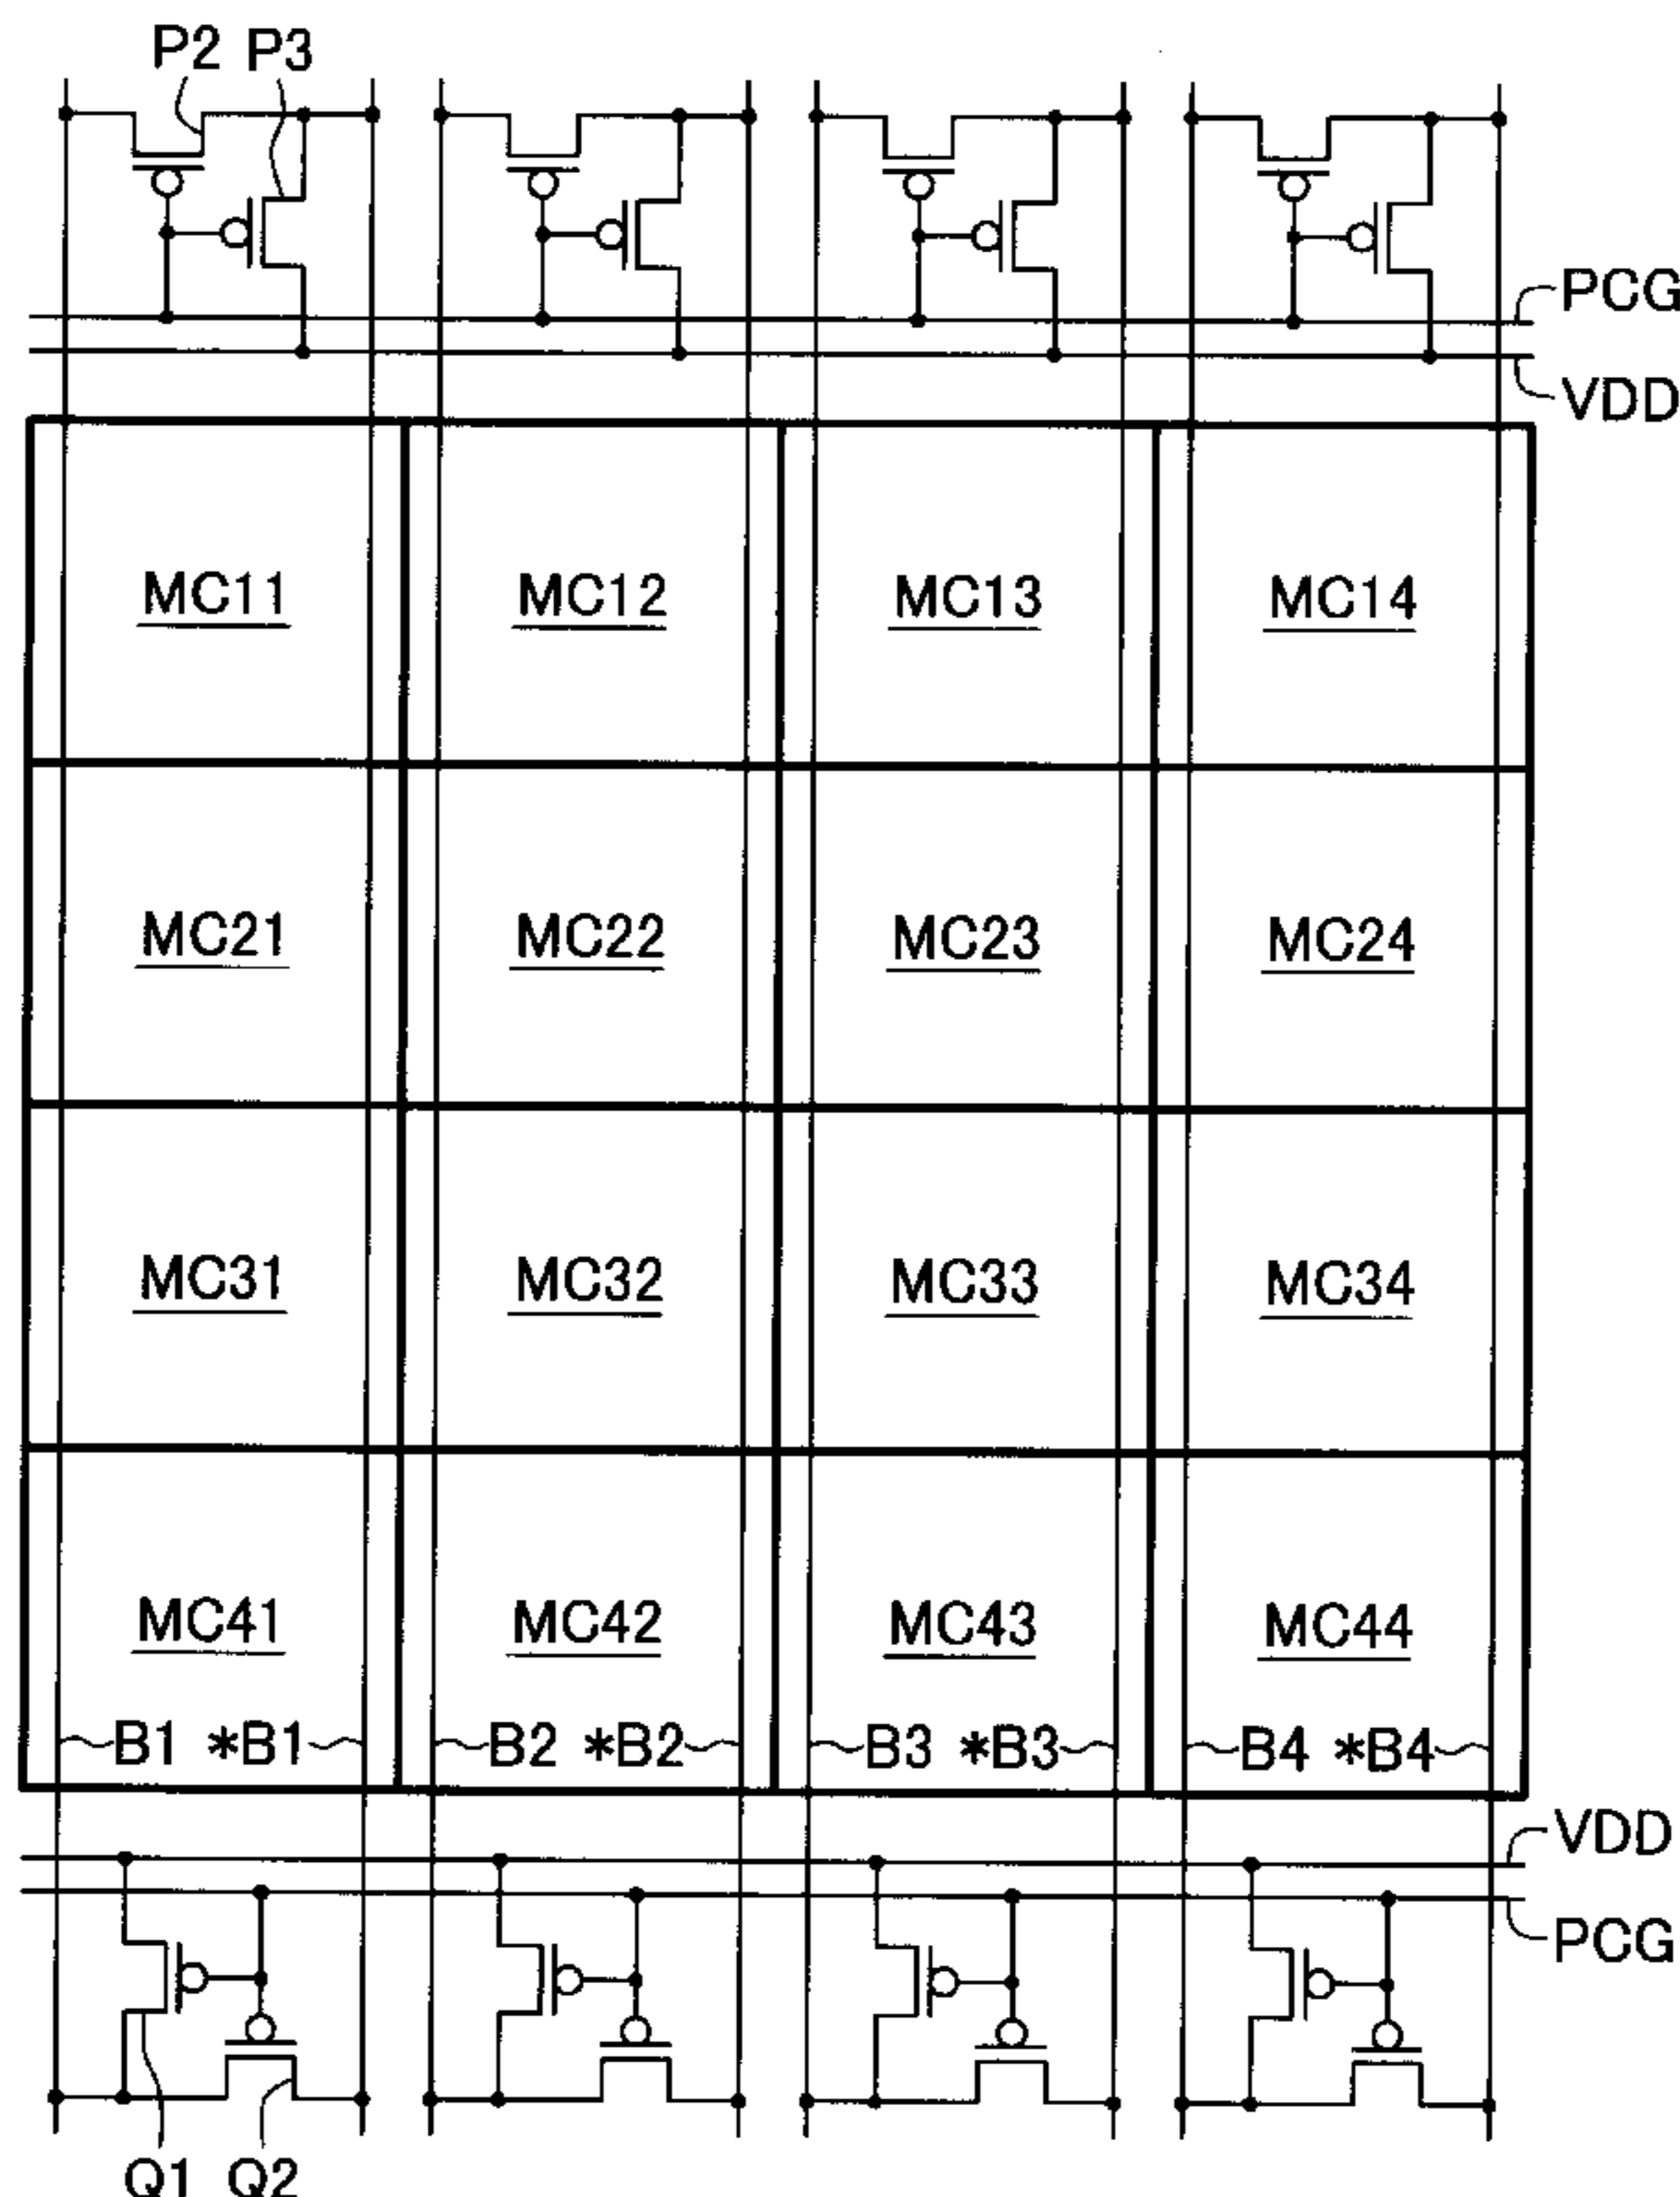 P2 P3
PCG
VDD
MC11 MC12 MC13 MC14
MC21 MC22 MC23 MC24
MC31 MC32 MC33 MC34
MC41 MC42 MC43 MC44
B1 *B1 B2 *B2 B3 *B3 B4 *B4
VDD
PCG
Q1 Q2